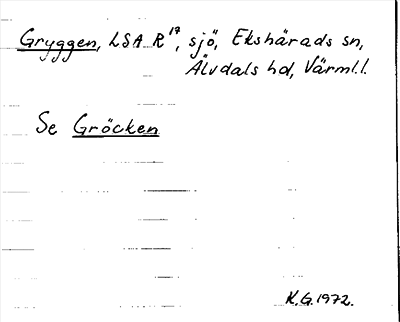 Gryggen, LSA R¹⁷, sjö, Ekshärads sn,
Älvdals hd, Värml.l.
Se Gröcken
K.G.1972.